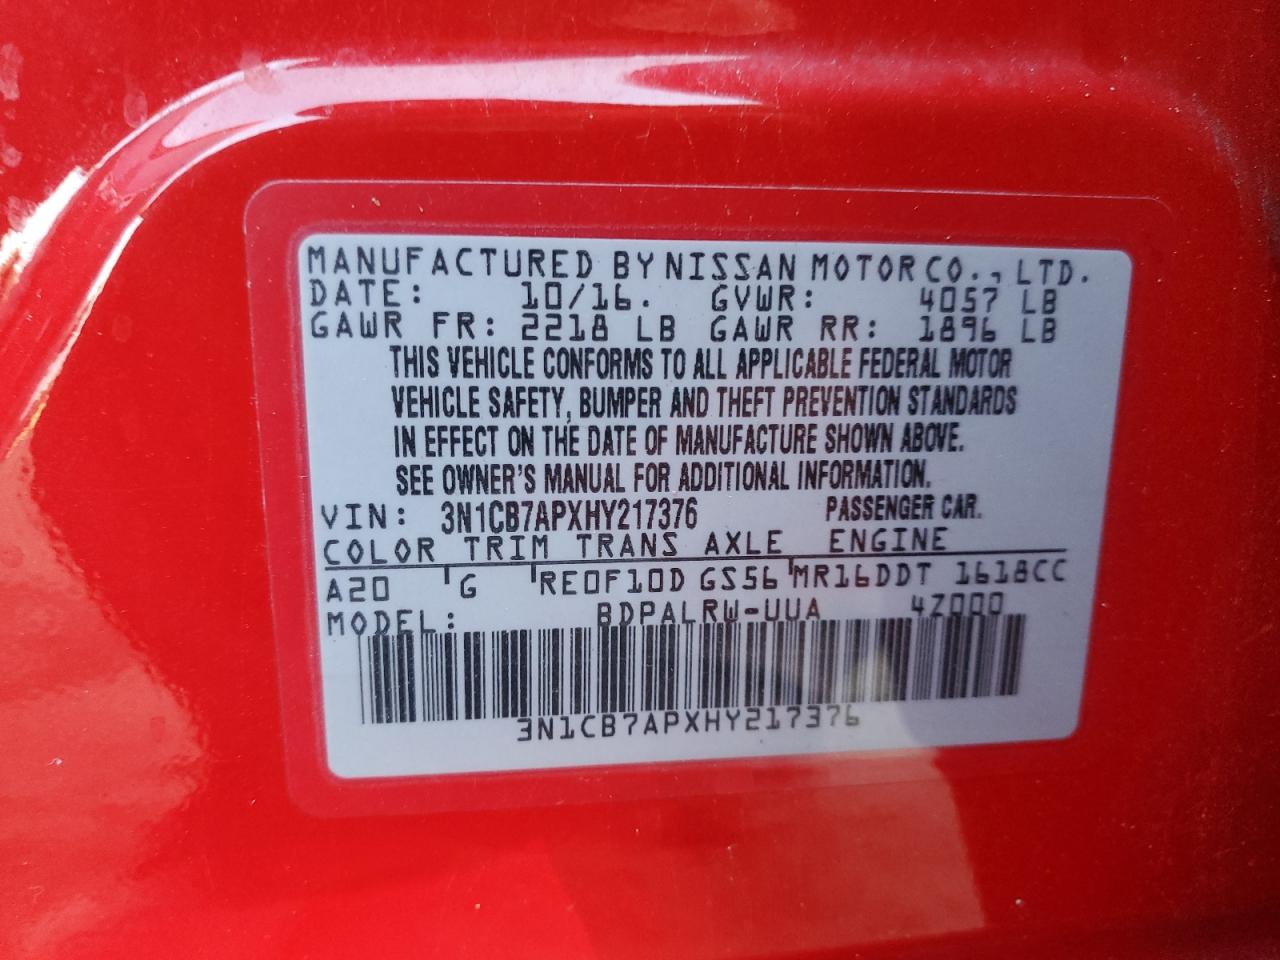 MANUFACTURED BY NISSAN MOTOR CO., LTD.
DATE: 10/16. GVWR: 4057 LB
GAWR FR: 2218 LB GAWR RR: 1896 LB
THIS VEHICLE CONFORMS TO ALL APPLICABLE FEDERAL MOTOR
VEHICLE SAFETY, BUMPER AND THEFT PREVENTION STANDARDS
IN EFFECT ON THE DATE OF MANUFACTURE SHOWN ABOVE.
SEE OWNER'S MANUAL FOR ADDITIONAL INFORMATION.
VIN: 3N1CB7APXHY217376 PASSENGER CAR.
COLOR TRIM TRANS AXLE ENGINE
A20 G RE0F10D GS56 MR16DDT 1618CC
MODEL: BDPALRW-UUA 4Z000
3N1CB7APXHY217376